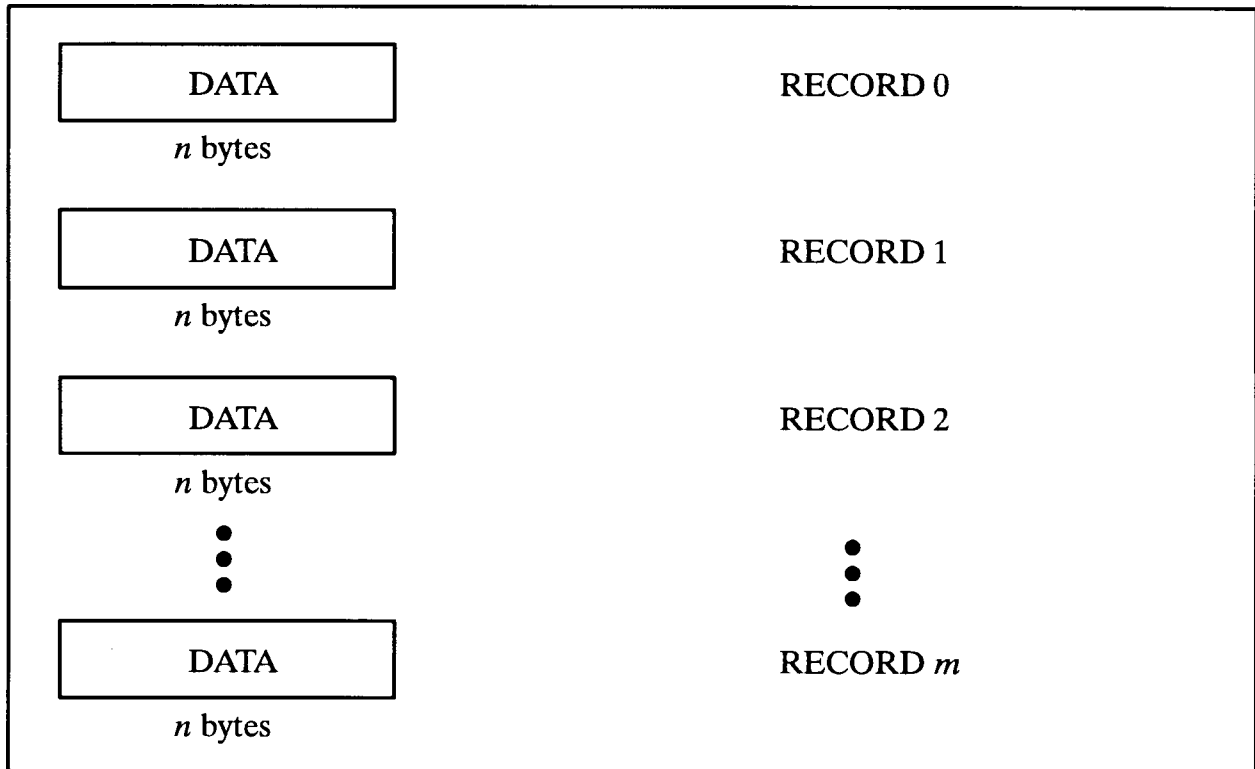 DATA RECORD 0
n bytes
DATA RECORD 1
n bytes
DATA RECORD 2
n bytes
DATA RECORD m
n bytes